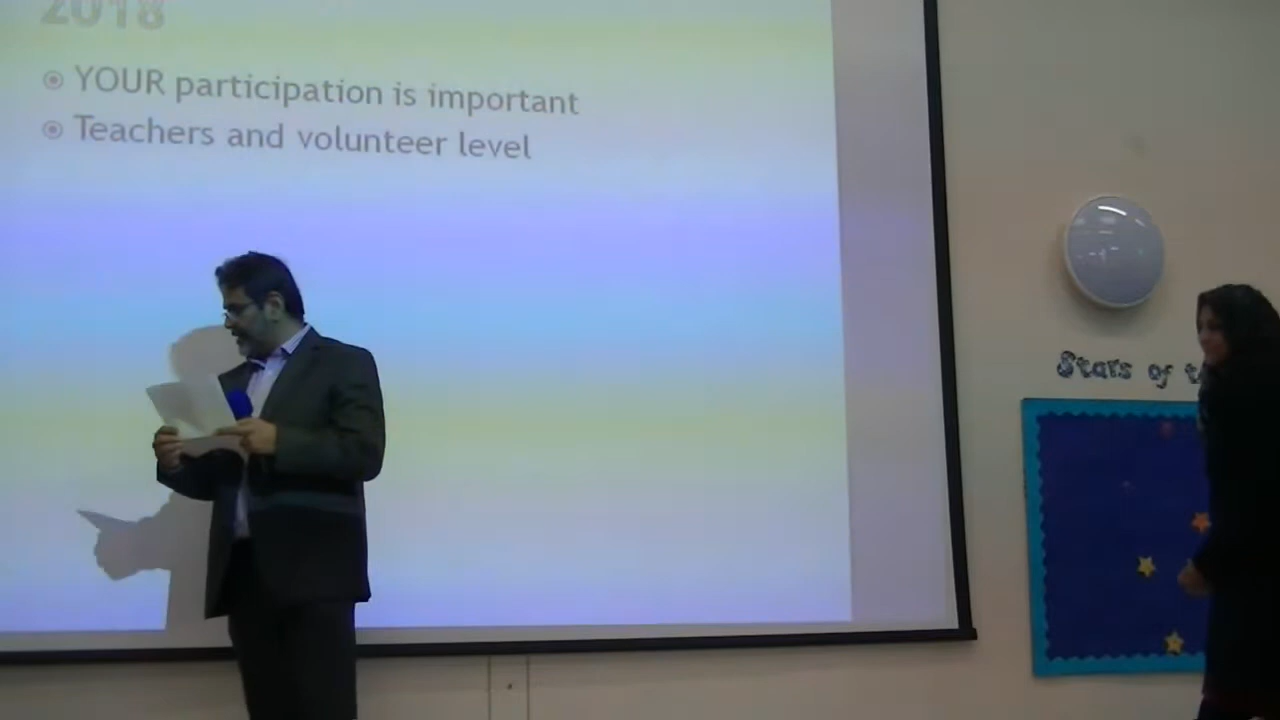 2018
YOUR participation is important
Teachers and volunteer level
Stars of